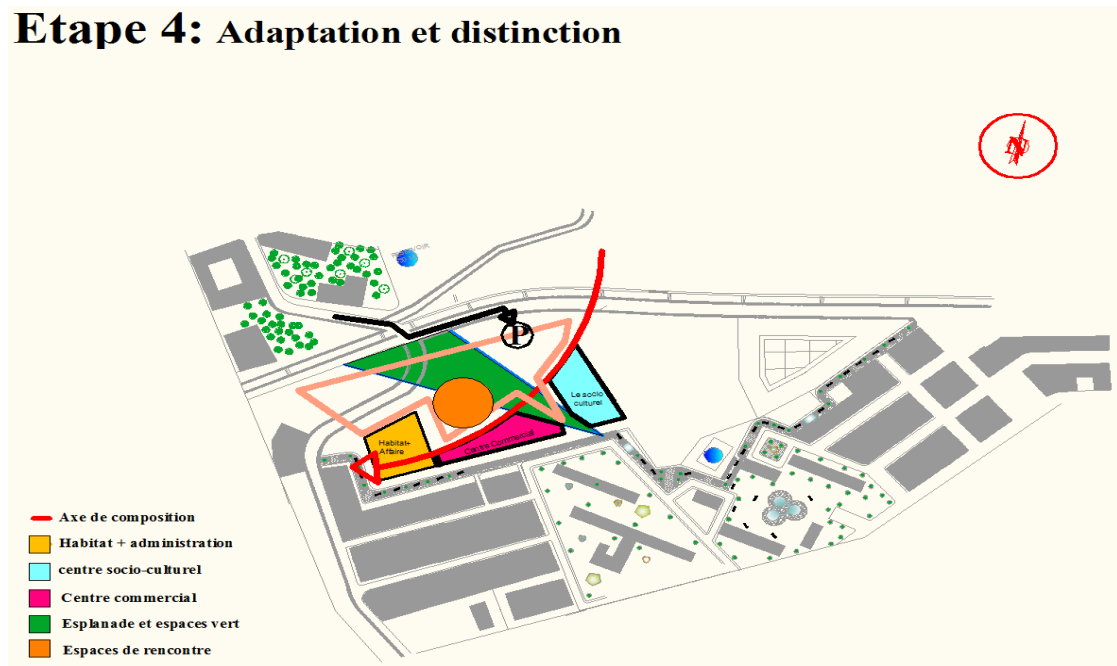 Etape 4: Adaptation et distinction
N
P
Le socio
culturel
Habitat+
Affaire
Centre Commercial
Axe de composition
Habitat + administration
centre socio-culturel
Centre commercial
Esplanade et espaces vert
Espaces de rencontre